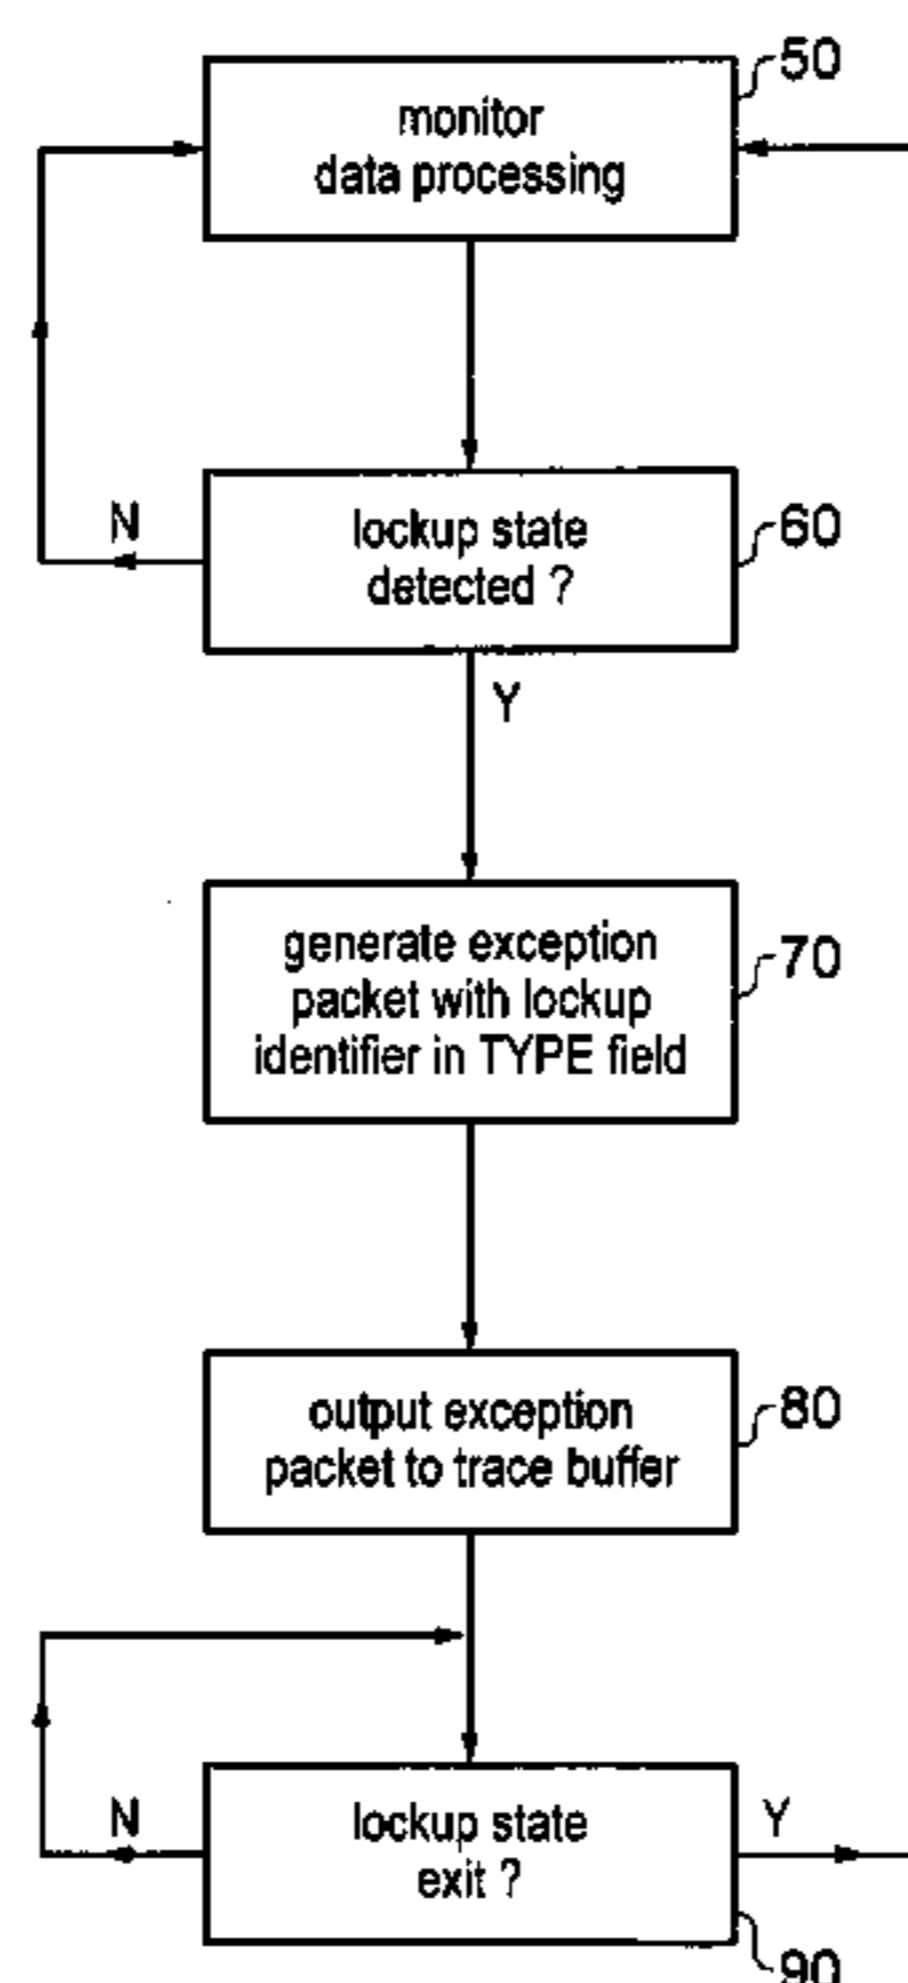 50
monitor
data processing
N
lockup state
detected ?
60
Y
generate exception
packet with lockup
identifier in TYPE field
70
output exception
packet to trace buffer
80
N
lockup state
exit ?
Y
90